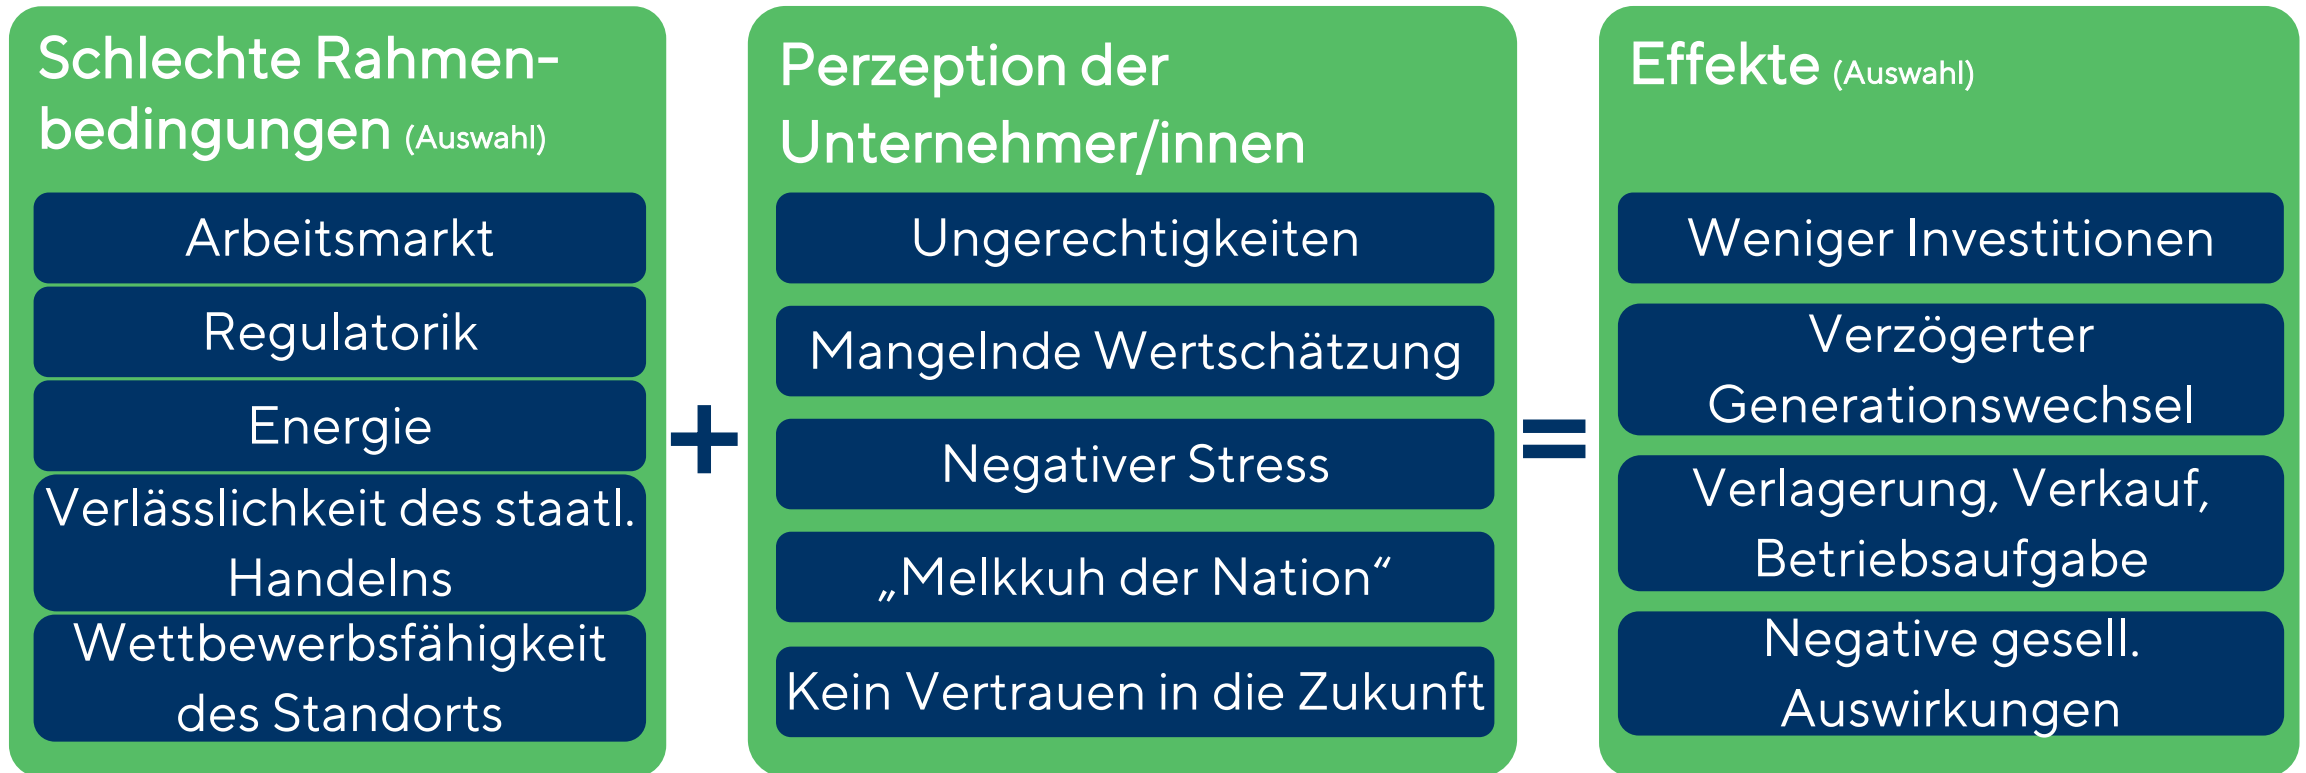 Schlechte Rahmen-
bedingungen (Auswahl)
Arbeitsmarkt
Regulatorik
Energie
Verlässlichkeit des staatl.
Handelns
Wettbewerbsfähigkeit
des Standorts
+
Perzeption der
Unternehmer/innen
Ungerechtigkeiten
Mangelnde Wertschätzung
Negativer Stress
„Melkkuh der Nation“
Kein Vertrauen in die Zukunft
=
Effekte (Auswahl)
Weniger Investitionen
Verzögerter
Generationswechsel
Verlagerung, Verkauf,
Betriebsaufgabe
Negative gesell.
Auswirkungen